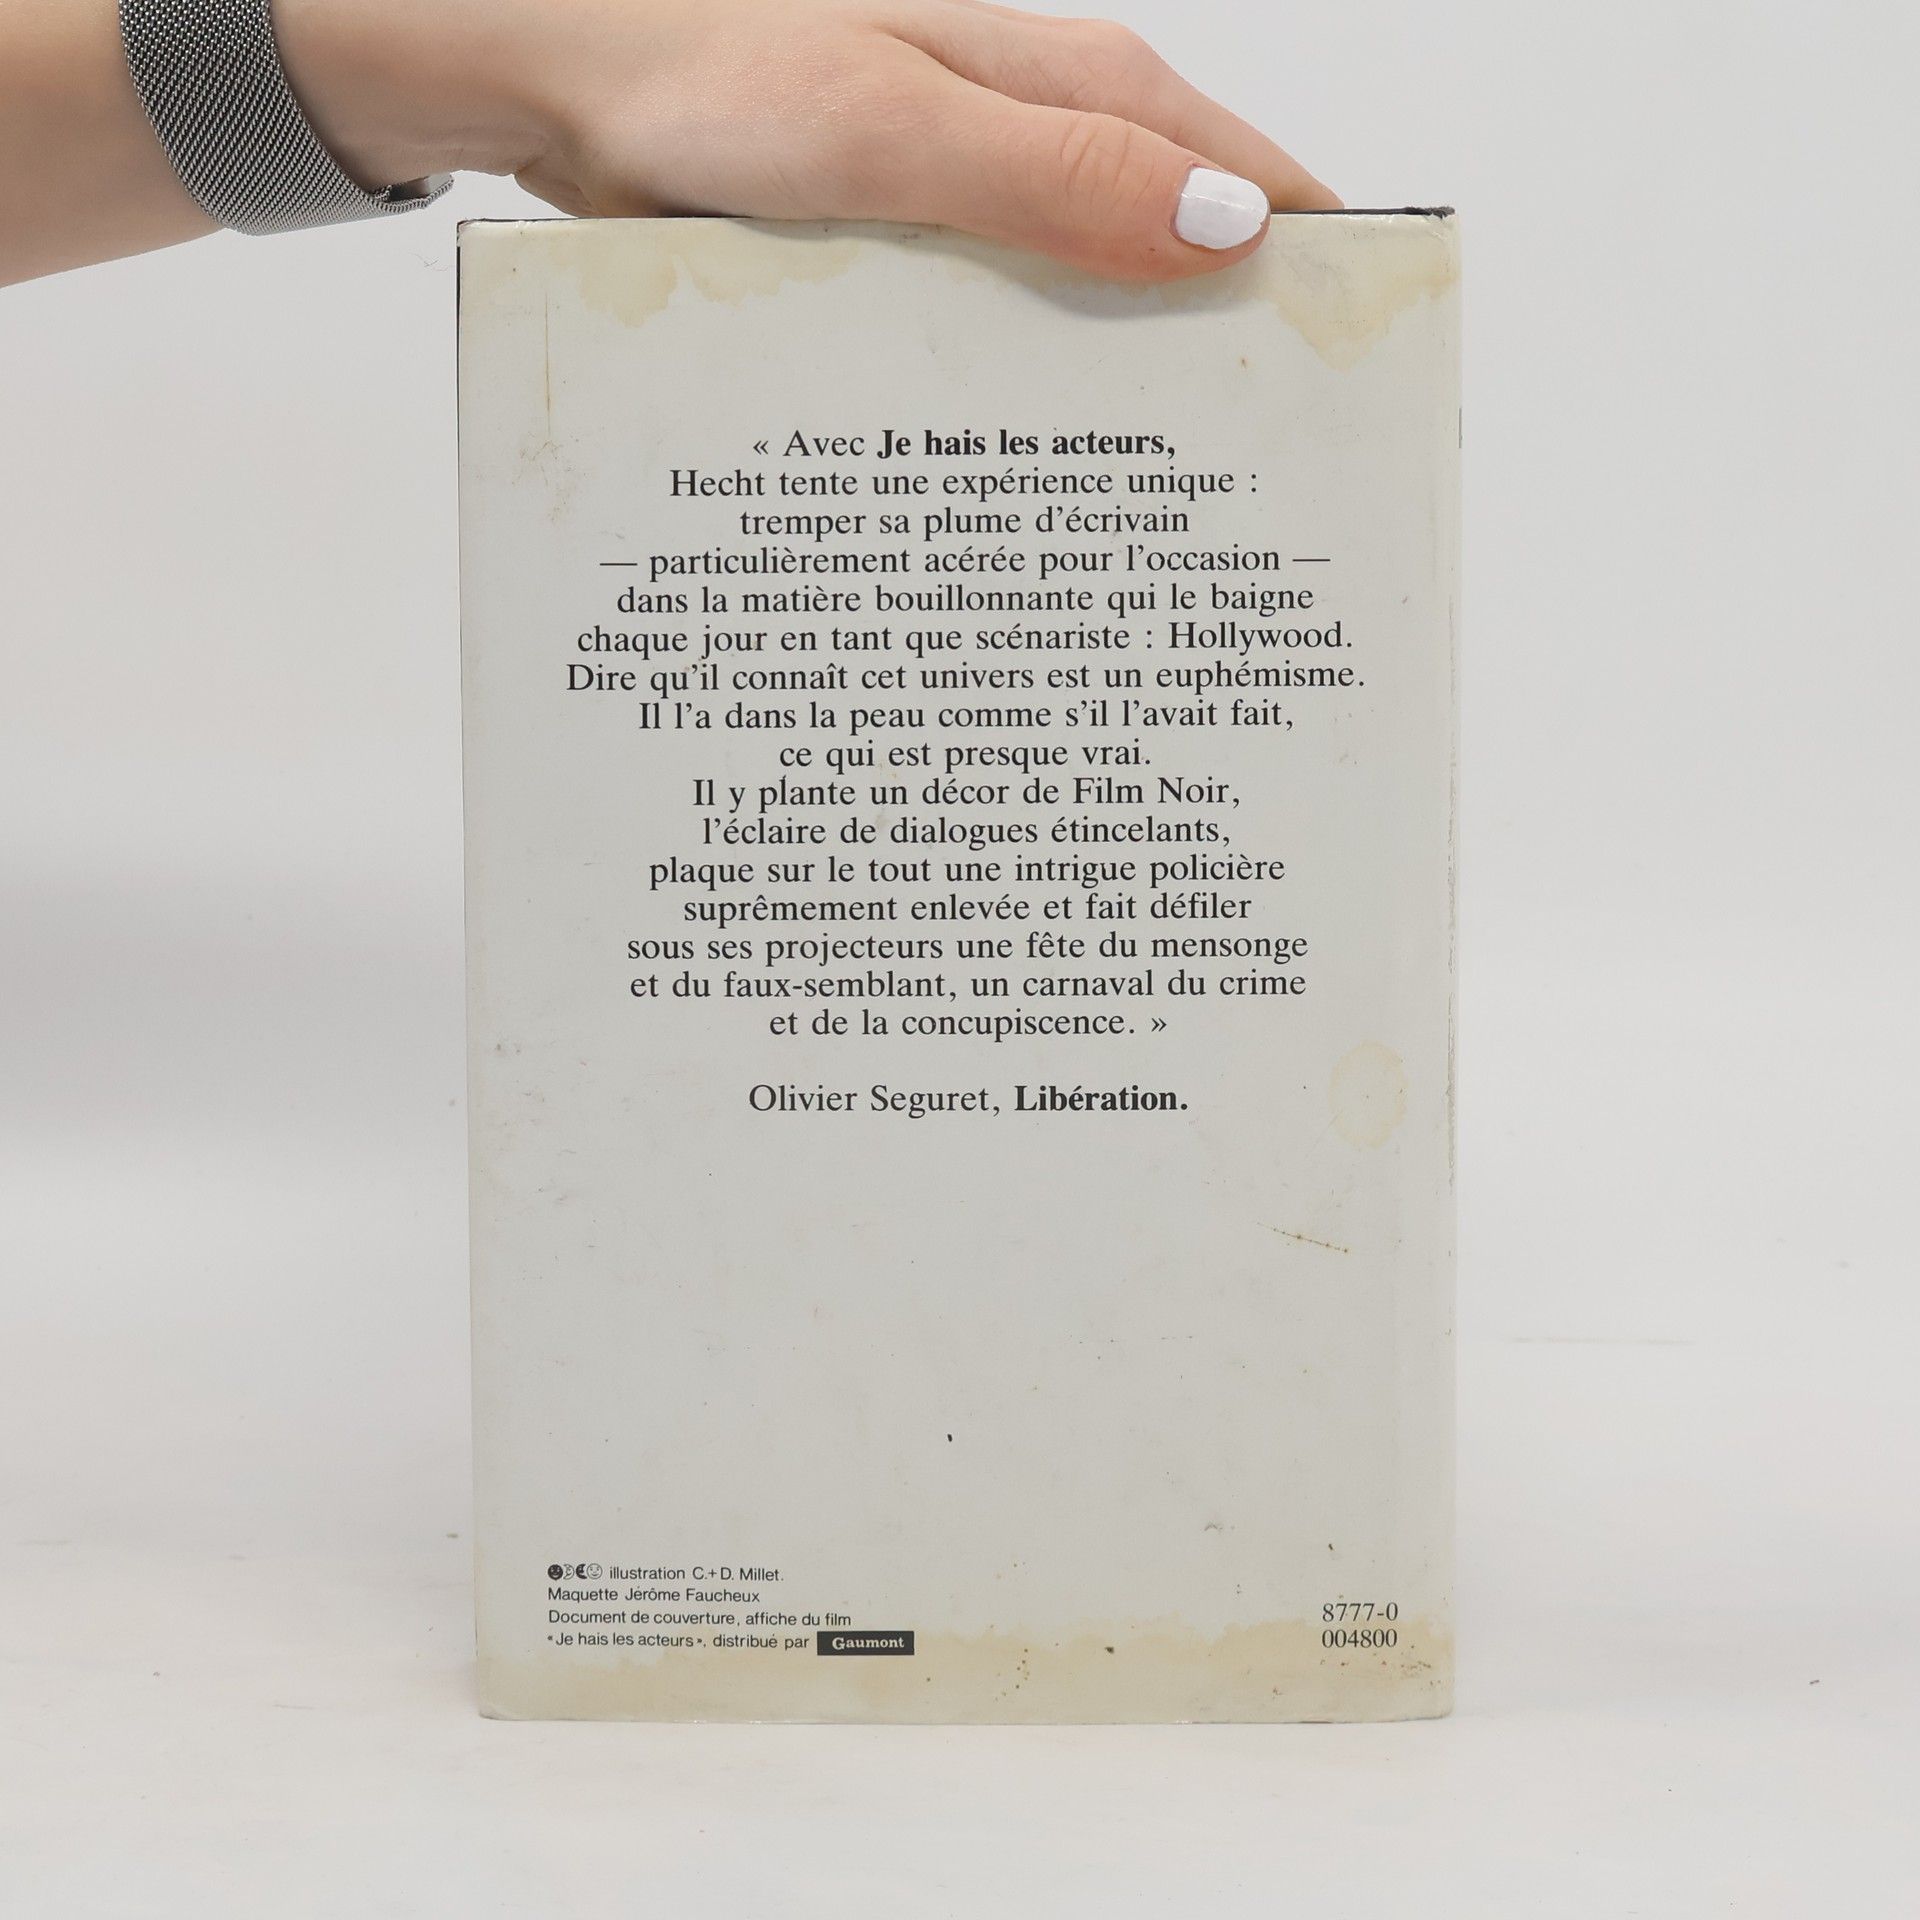 « Avec Je hais les acteurs,
Hecht tente une expérience unique :
tremper sa plume d’écrivain
— particulièrement acérée pour l’occasion —
dans la matière bouillonnante qui le baigne
chaque jour en tant que scénariste : Hollywood.
Dire qu’il connaît cet univers est un euphémisme.
Il l’a dans la peau comme s’il l’avait fait,
ce qui est presque vrai.
Il y plante un décor de Film Noir,
l’éclaire de dialogues étincelants,
plaque sur le tout une intrigue policière
suprêmement enlevée et fait défiler
sous ses projecteurs une fête du mensonge
et du faux-semblant, un carnaval du crime
et de la concupiscence. »
Olivier Seguret, Libération.
illustration C.+D. Millet.
Maquette Jérôme Faucheux
Document de couverture, affiche du film
« Je hais les acteurs », distribué par Gaumont
8777-0
004800